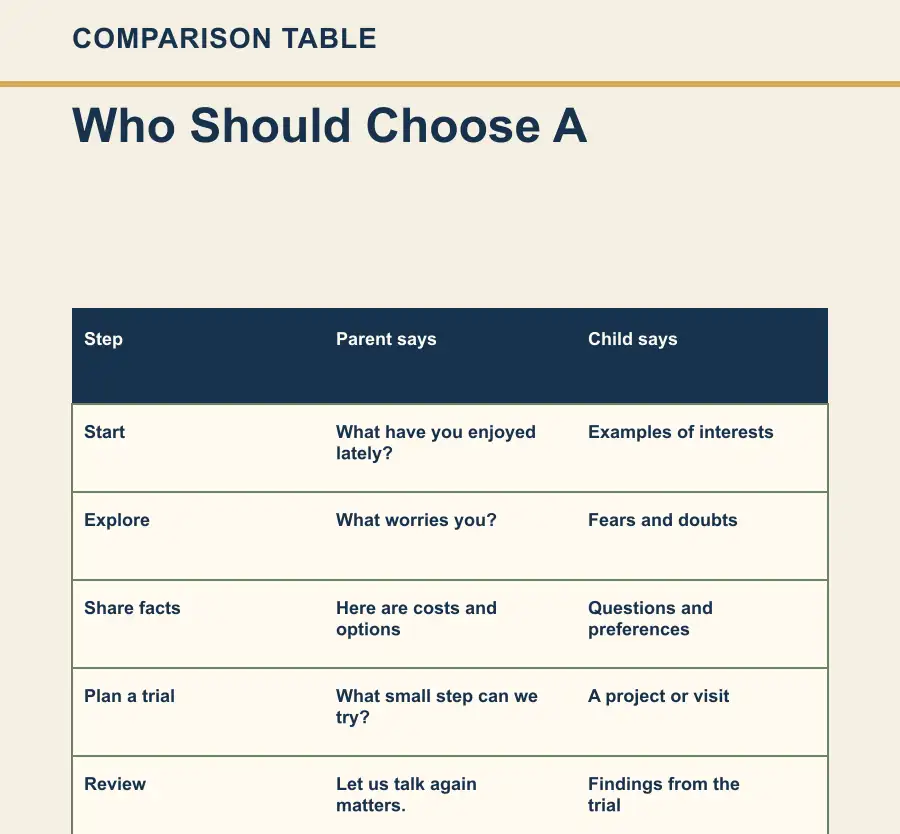 COMPARISON TABLE
Who Should Choose A
Step Parent says Child says
Start What have you enjoyed Examples of interests
lately?
Explore What worries you? Fears and doubts
Share facts Here are costs and Questions and
options preferences
Plan a trial What small step can we A project or visit
try?
Review Let us talk again Findings from the
matters. trial